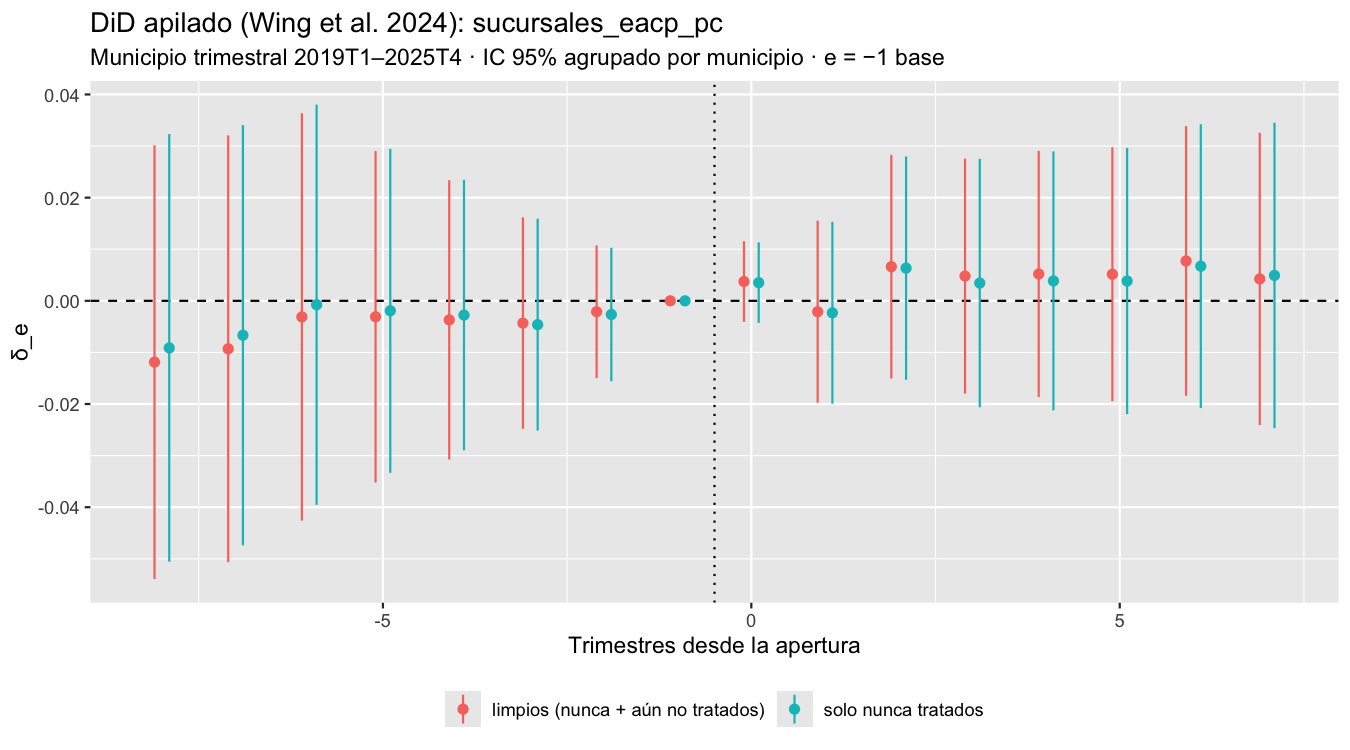 DiD apilado (Wing et al. 2024): sucursales_eacp_pc
Municipio trimestral 2019T1–2025T4 · IC 95% agrupado por municipio · e = −1 base
0.04
0.02
0.00
-0.02
-0.04
δ_e
-5
0
5
Trimestres desde la apertura
limpios (nunca + aún no tratados)
solo nunca tratados